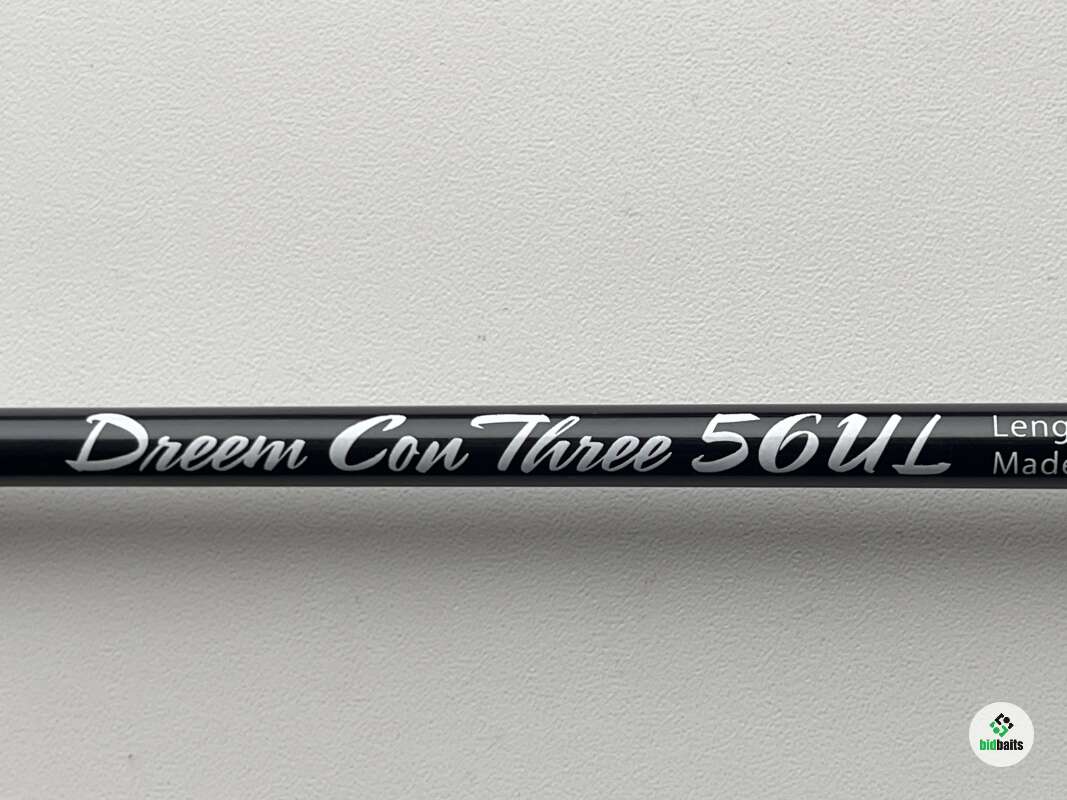 Dreem Con Three 56UL
Leng
Made
bidbaits